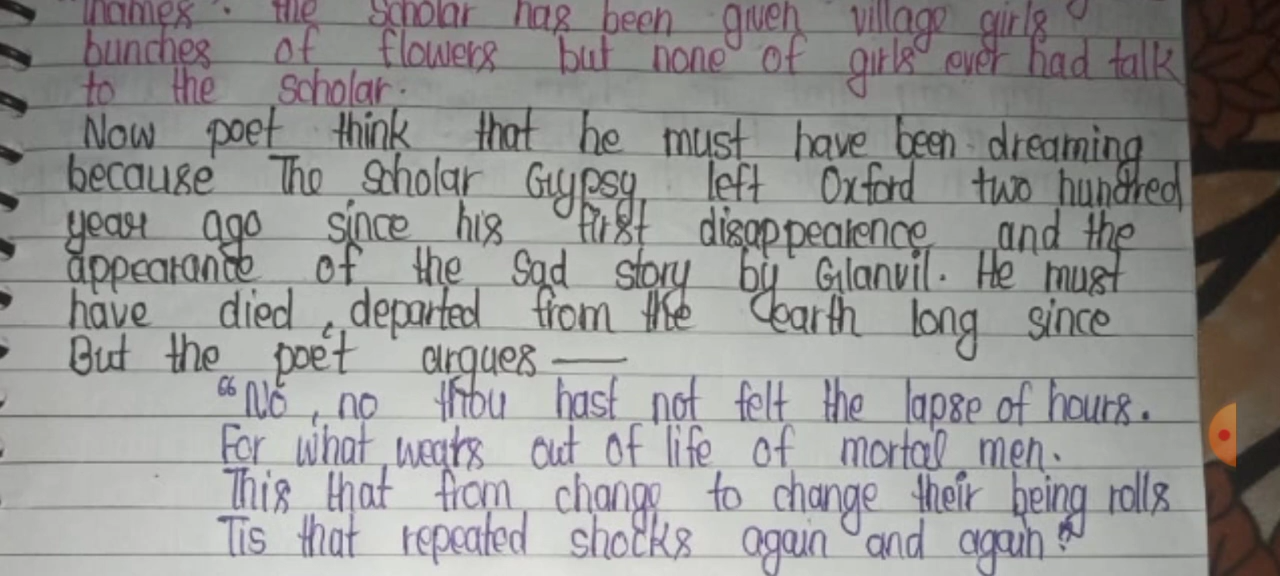 Thames. The Scholar has been given village girls
bunches of flowers but none of girls ever had talk
to the scholar.
Now poet think that he must have been dreaming
because The Scholar Gypsy left Oxford two hundred
year ago since his first disappearence and the
appearance of the Sad story by Glanvil. He must
have died, departed from the earth long since
But the poet argues —
"No, no thou hast not felt the lapse of hours.
For what wears out of life of mortal men.
This that from change to change their being rolls
Tis that repeated shocks again and again"